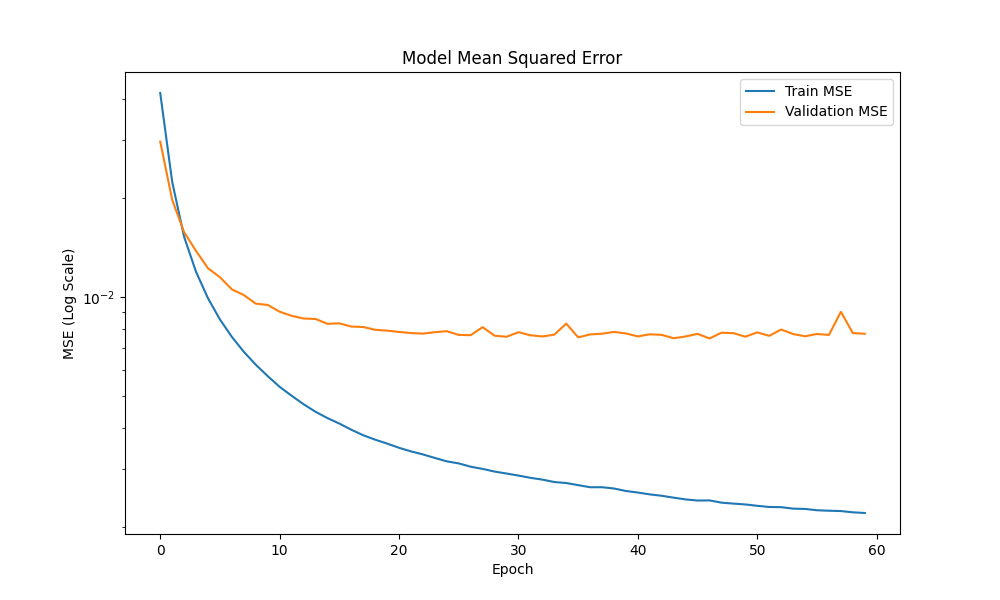 Model Mean Squared Error
Train MSE
Validation MSE
MSE (Log Scale)
10⁻²
0 10 20 30 40 50 60
Epoch